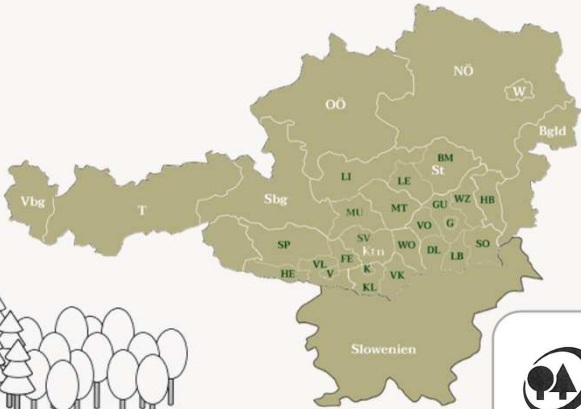 NÖ
W
OÖ
Bgld
BM
St
LI
LE
Vbg
T
Sbg
MU
MT
GU
WZ
HB
VO
G
SP
SV
Ktn
WO
DL
LB
SO
HE
VL
V
FE
K
VK
KL
Slowenien